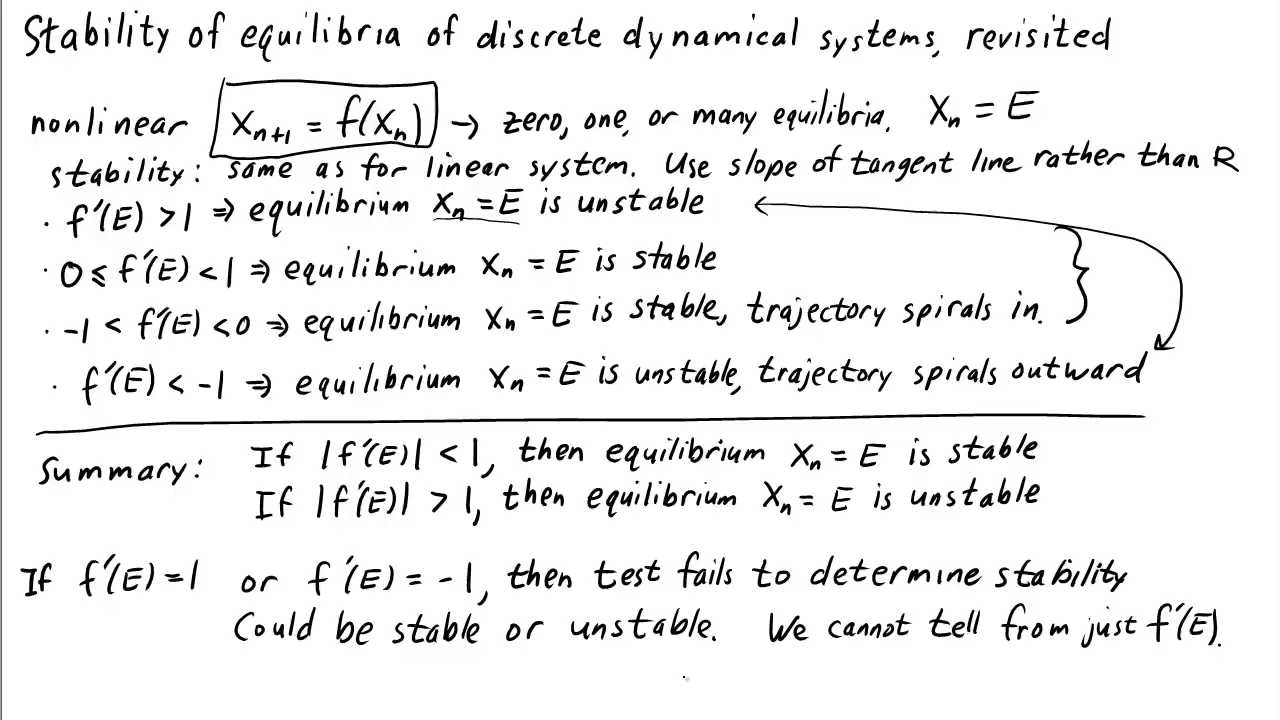 Stability of equilibria of discrete dynamical systems, revisited
nonlinear xₙ₊₁ = f(xₙ) → zero, one, or many equilibria. xₙ = E
stability: same as for linear system. Use slope of tangent line rather than R
· f'(E) > 1 ⇒ equilibrium xₙ = E is unstable
· 0 ≤ f'(E) < 1 ⇒ equilibrium xₙ = E is stable
· -1 < f'(E) < 0 ⇒ equilibrium xₙ = E is stable, trajectory spirals in.
· f'(E) < -1 ⇒ equilibrium xₙ = E is unstable, trajectory spirals outward
Summary: If |f'(E)| < 1, then equilibrium xₙ = E is stable
If |f'(E)| > 1, then equilibrium xₙ = E is unstable
If f'(E) = 1 or f'(E) = -1, then test fails to determine stability
Could be stable or unstable. We cannot tell from just f'(E).